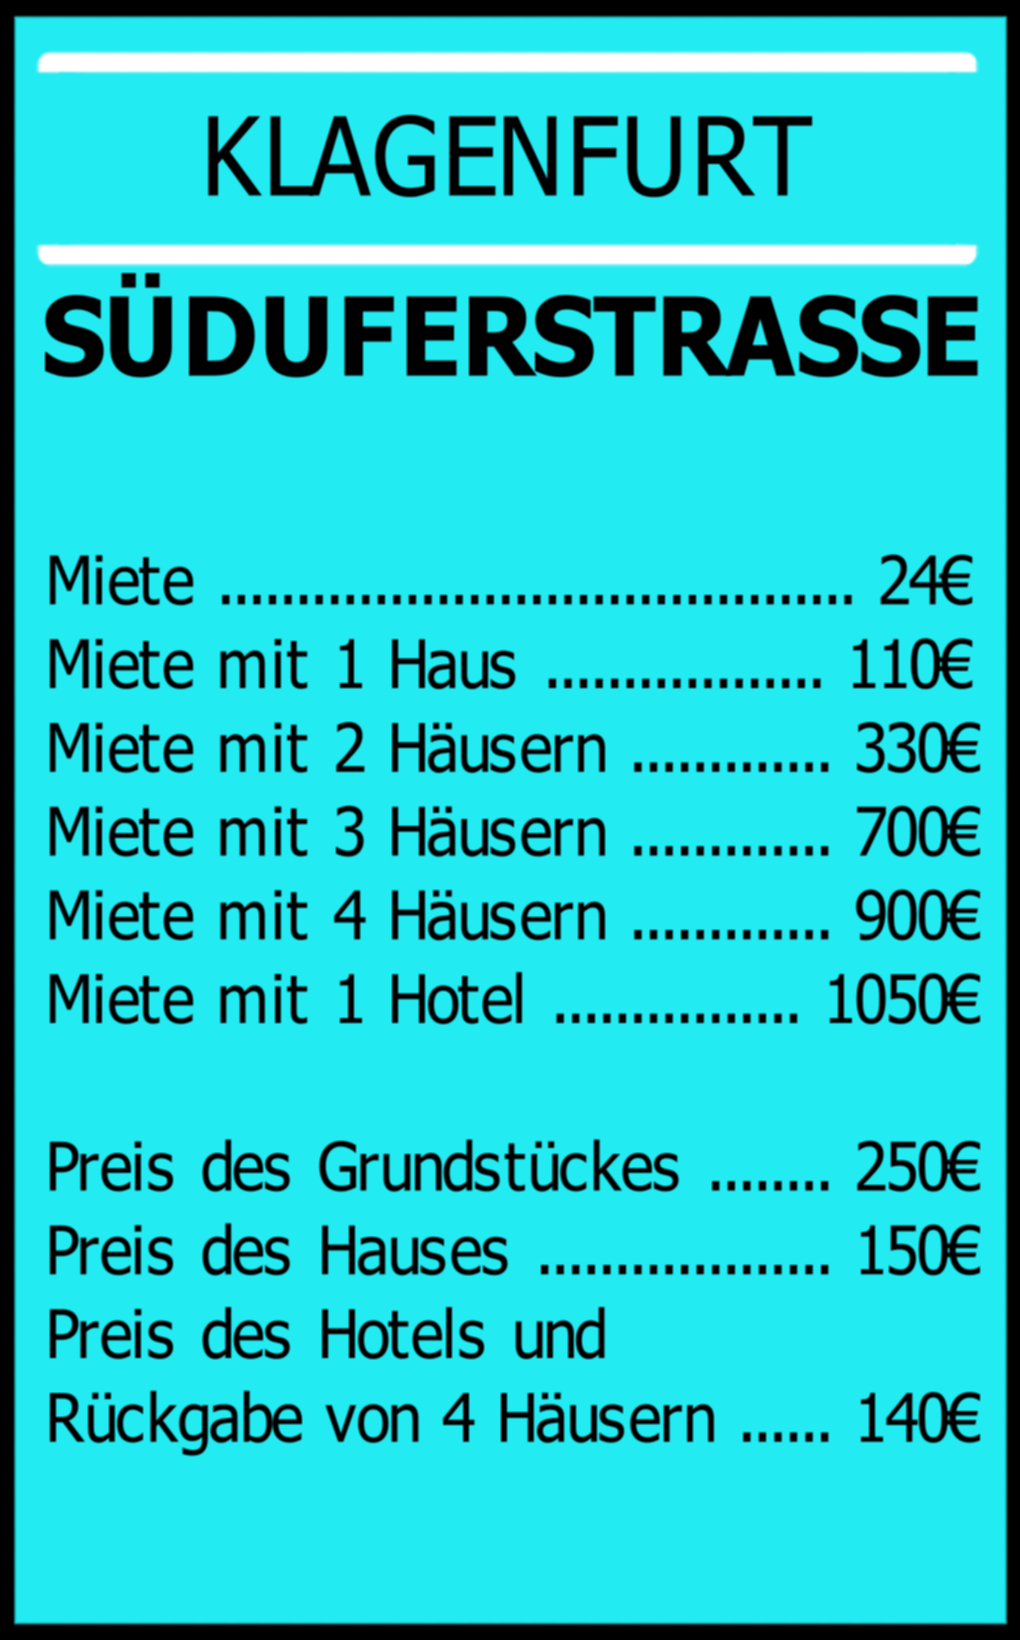 KLAGENFURT
SÜDUFERSTRASSE
Miete ......................................... 24€
Miete mit 1 Haus .................. 110€
Miete mit 2 Häusern ............. 330€
Miete mit 3 Häusern ............. 700€
Miete mit 4 Häusern ............. 900€
Miete mit 1 Hotel ................ 1050€
Preis des Grundstückes ........ 250€
Preis des Hauses ................... 150€
Preis des Hotels und
Rückgabe von 4 Häusern ...... 140€